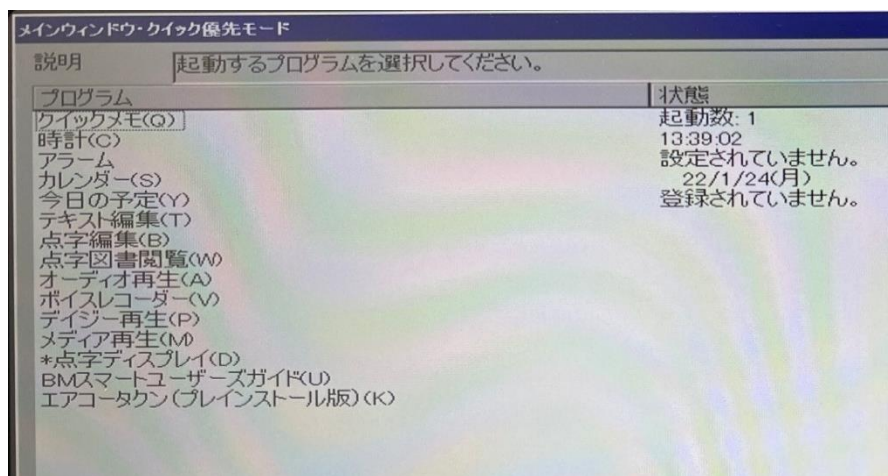 メインウィンドウ・クイック優先モード
説明 起動するプログラムを選択してください。
プログラム 状態
クイックメモ(Q) 起動数: 1
時計(C) 13:39:02
アラーム 設定されていません。
カレンダー(S) 22/1/24(月)
今日の予定(Y) 登録されていません。
テキスト編集(T)
点字編集(B)
点字図書閲覧(W)
オーディオ再生(A)
ボイスレコーダー(V)
デイジー再生(P)
メディア再生(M)
*点字ディスプレイ(D)
BMスマートユーザーズガイド(U)
エアコータクン(プレインストール版)(K)